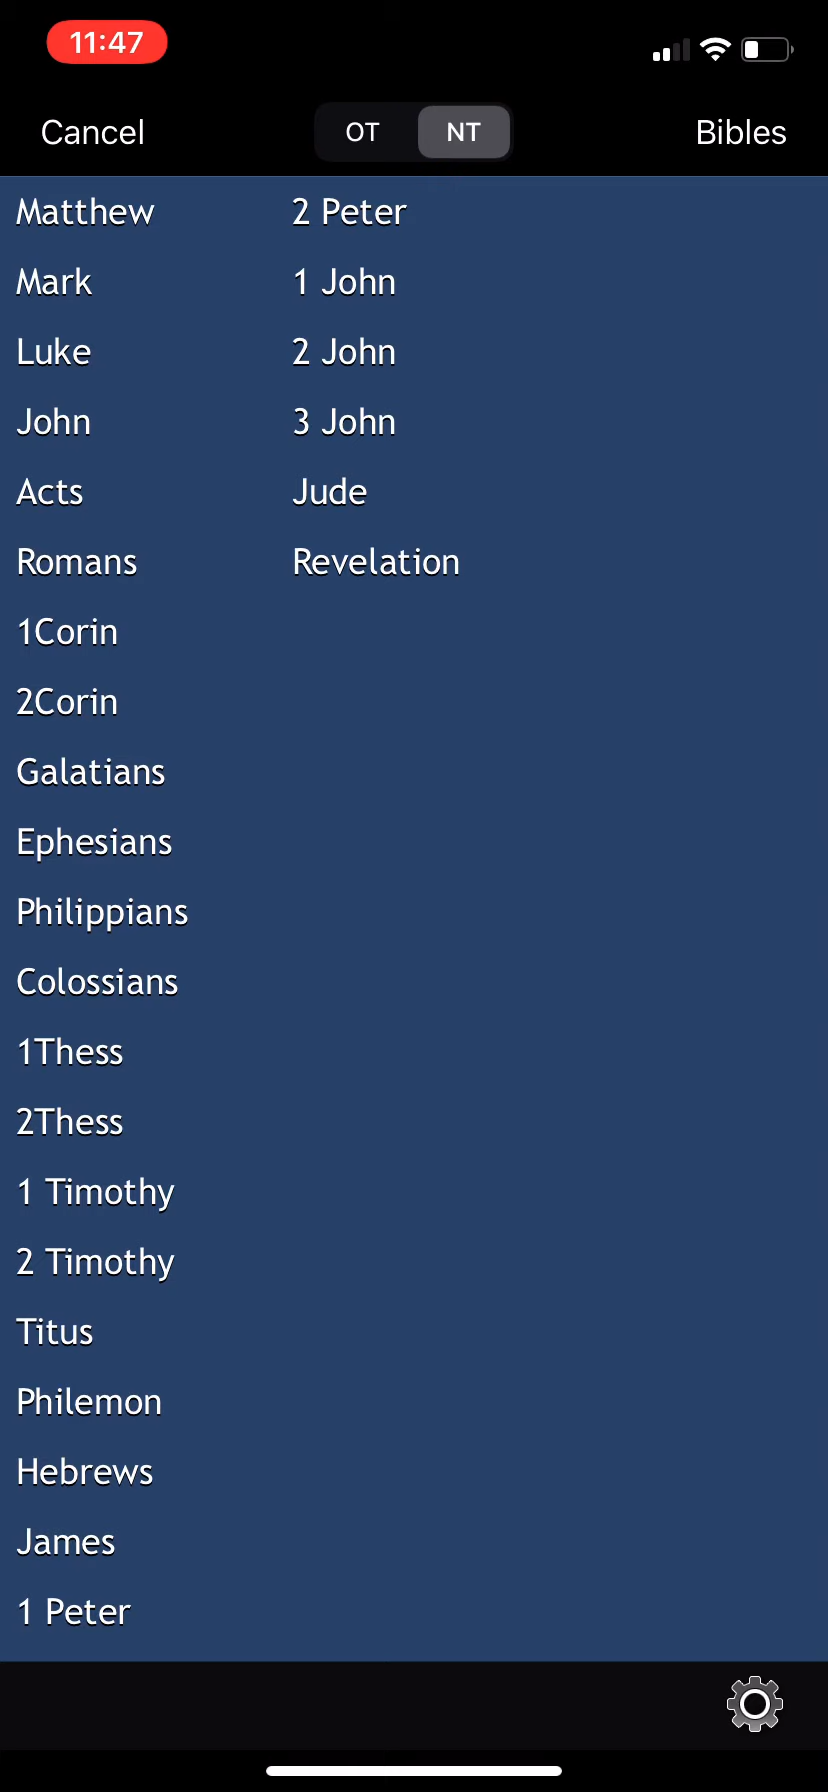 11:47
Cancel OT NT Bibles
Matthew
Mark
Luke
John
Acts
Romans
1Corin
2Corin
Galatians
Ephesians
Philippians
Colossians
1Thess
2Thess
1 Timothy
2 Timothy
Titus
Philemon
Hebrews
James
1 Peter
2 Peter
1 John
2 John
3 John
Jude
Revelation